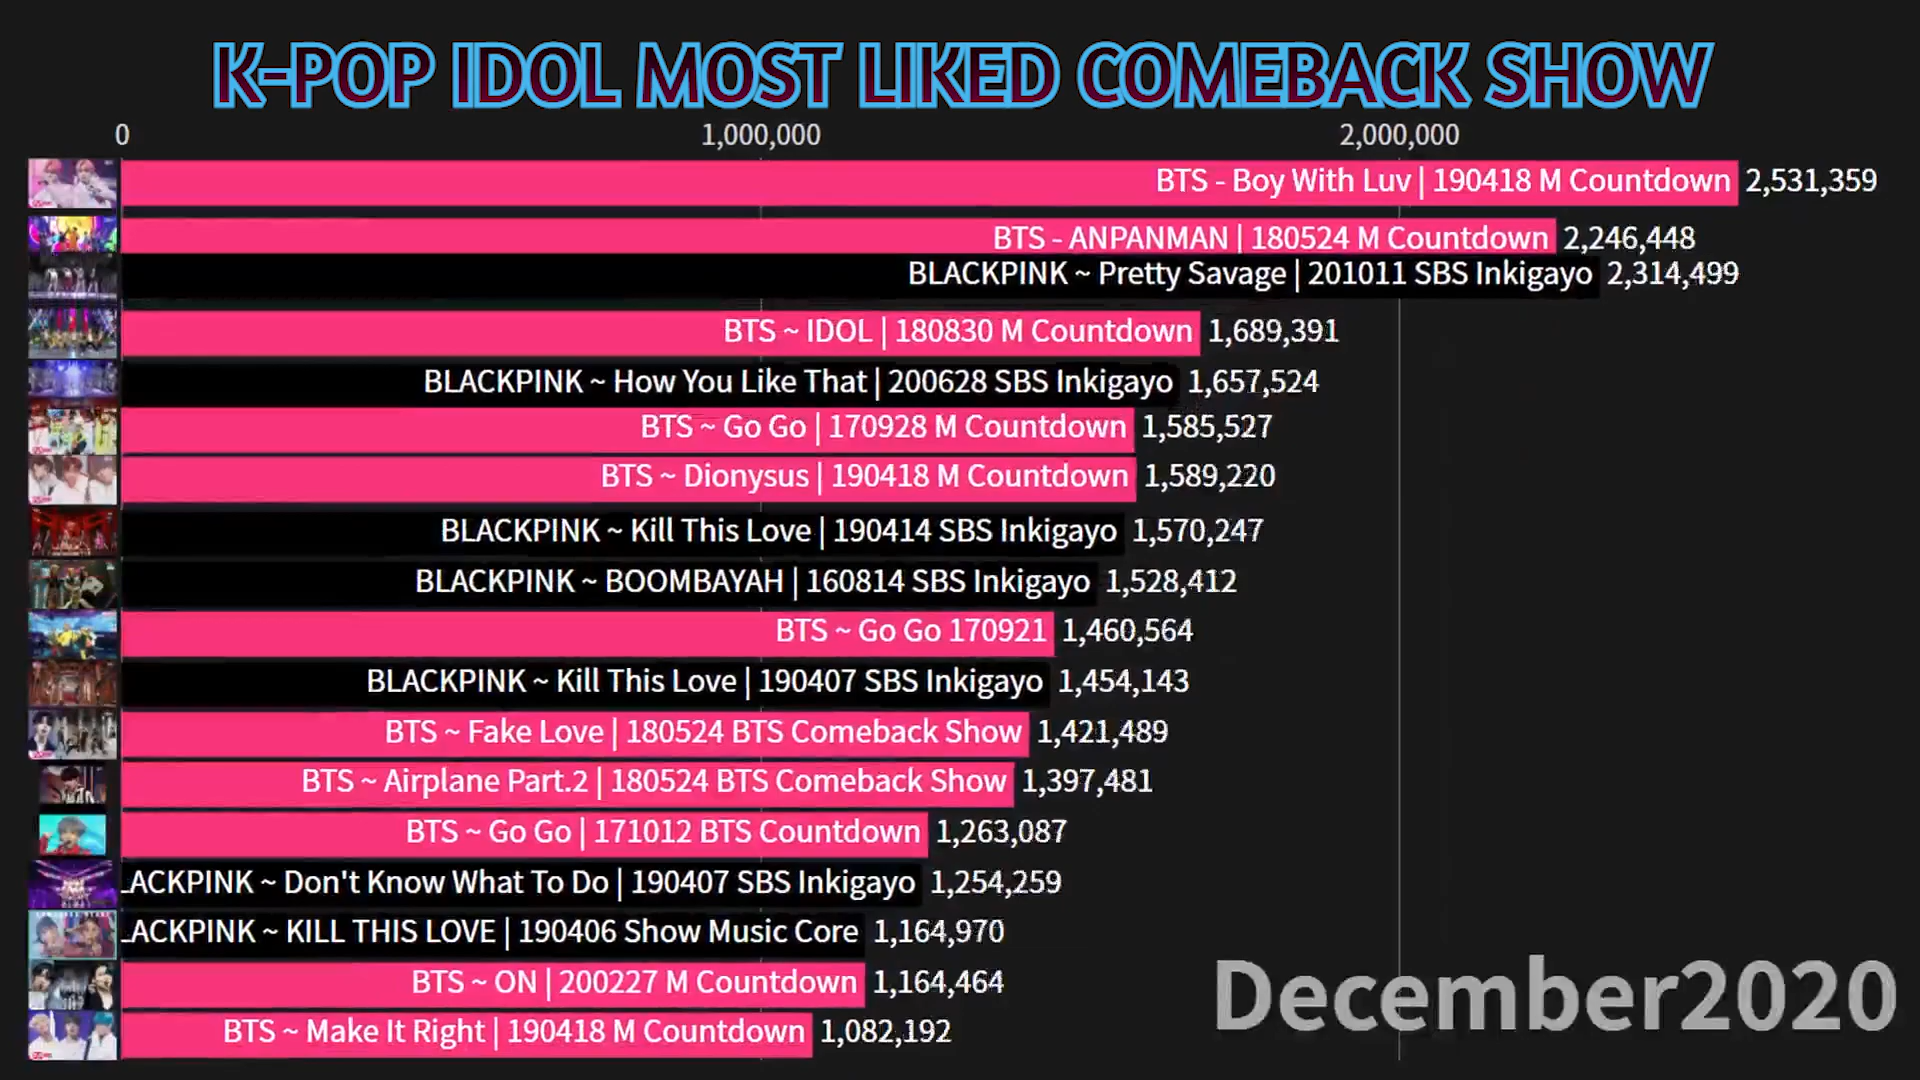 K-POP IDOL MOST LIKED COMEBACK SHOW
0 1,000,000 2,000,000
BTS - Boy With Luv | 190418 M Countdown 2,531,359
BTS - ANPANMAN | 180524 M Countdown 2,246,448
BLACKPINK ~ Pretty Savage | 201011 SBS Inkigayo 2,314,499
BTS ~ IDOL | 180830 M Countdown 1,689,391
BLACKPINK ~ How You Like That | 200628 SBS Inkigayo 1,657,524
BTS ~ Go Go | 170928 M Countdown 1,585,527
BTS ~ Dionysus | 190418 M Countdown 1,589,220
BLACKPINK ~ Kill This Love | 190414 SBS Inkigayo 1,570,247
BLACKPINK ~ BOOMBAYAH | 160814 SBS Inkigayo 1,528,412
BTS ~ Go Go 170921 1,460,564
BLACKPINK ~ Kill This Love | 190407 SBS Inkigayo 1,454,143
BTS ~ Fake Love | 180524 BTS Comeback Show 1,421,489
BTS ~ Airplane Part.2 | 180524 BTS Comeback Show 1,397,481
BTS ~ Go Go | 171012 BTS Countdown 1,263,087
LACKPINK ~ Don't Know What To Do | 190407 SBS Inkigayo 1,254,259
LACKPINK ~ KILL THIS LOVE | 190406 Show Music Core 1,164,970
BTS ~ ON | 200227 M Countdown 1,164,464
BTS ~ Make It Right | 190418 M Countdown 1,082,192
December2020